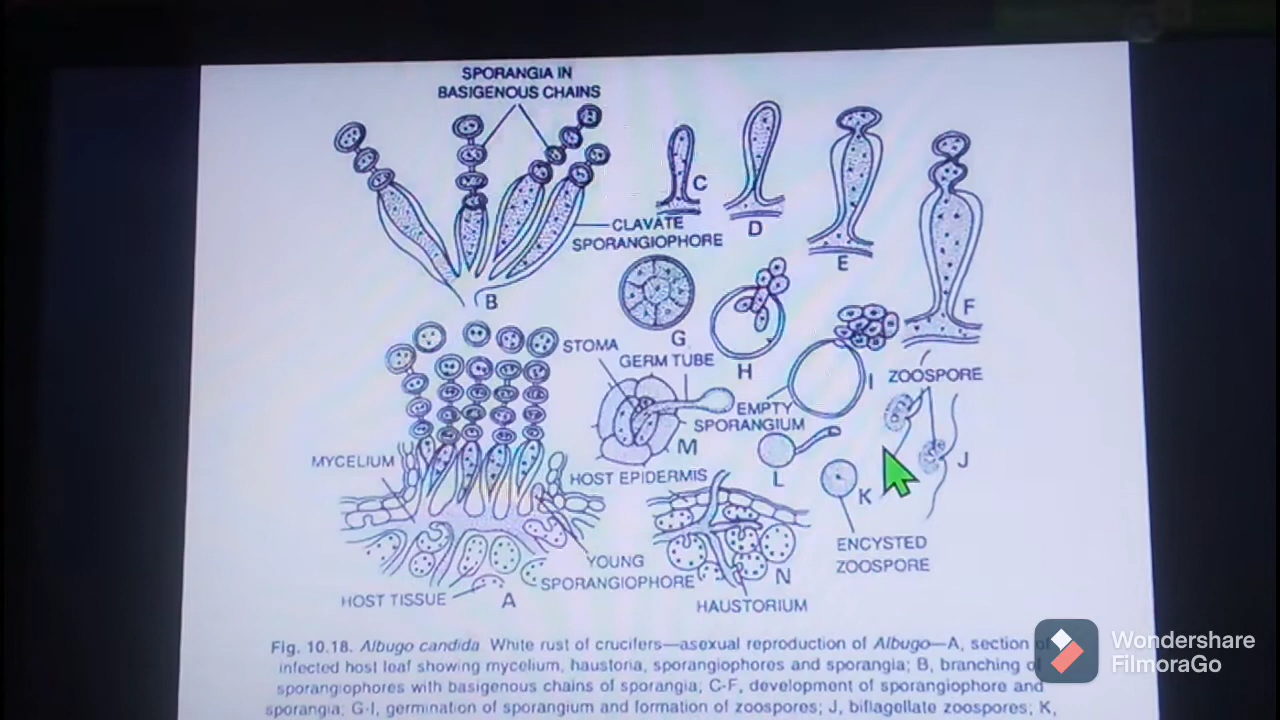 SPORANGIA IN
BASIGENOUS CHAINS
C
D
CLAVATE
SPORANGIOPHORE
E
B
F
G
STOMA
GERM TUBE
H
I
ZOOSPORE
EMPTY
SPORANGIUM
M
J
MYCELIUM
HOST EPIDERMIS
L
K
ENCYSTED
ZOOSPORE
YOUNG
SPORANGIOPHORE
N
HOST TISSUE
A
HAUSTORIUM
Fig. 10.18. Albugo candida. White rust of crucifers—asexual reproduction of Albugo—A, section of
infected host leaf showing mycelium, haustoria, sporangiophores and sporangia; B, branching of
sporangiophores with basigenous chains of sporangia; C-F, development of sporangiophore and
sporangia; G-I, germination of sporangium and formation of zoospores; J, biflagellate zoospores; K,
Wondershare
FilmoraGo